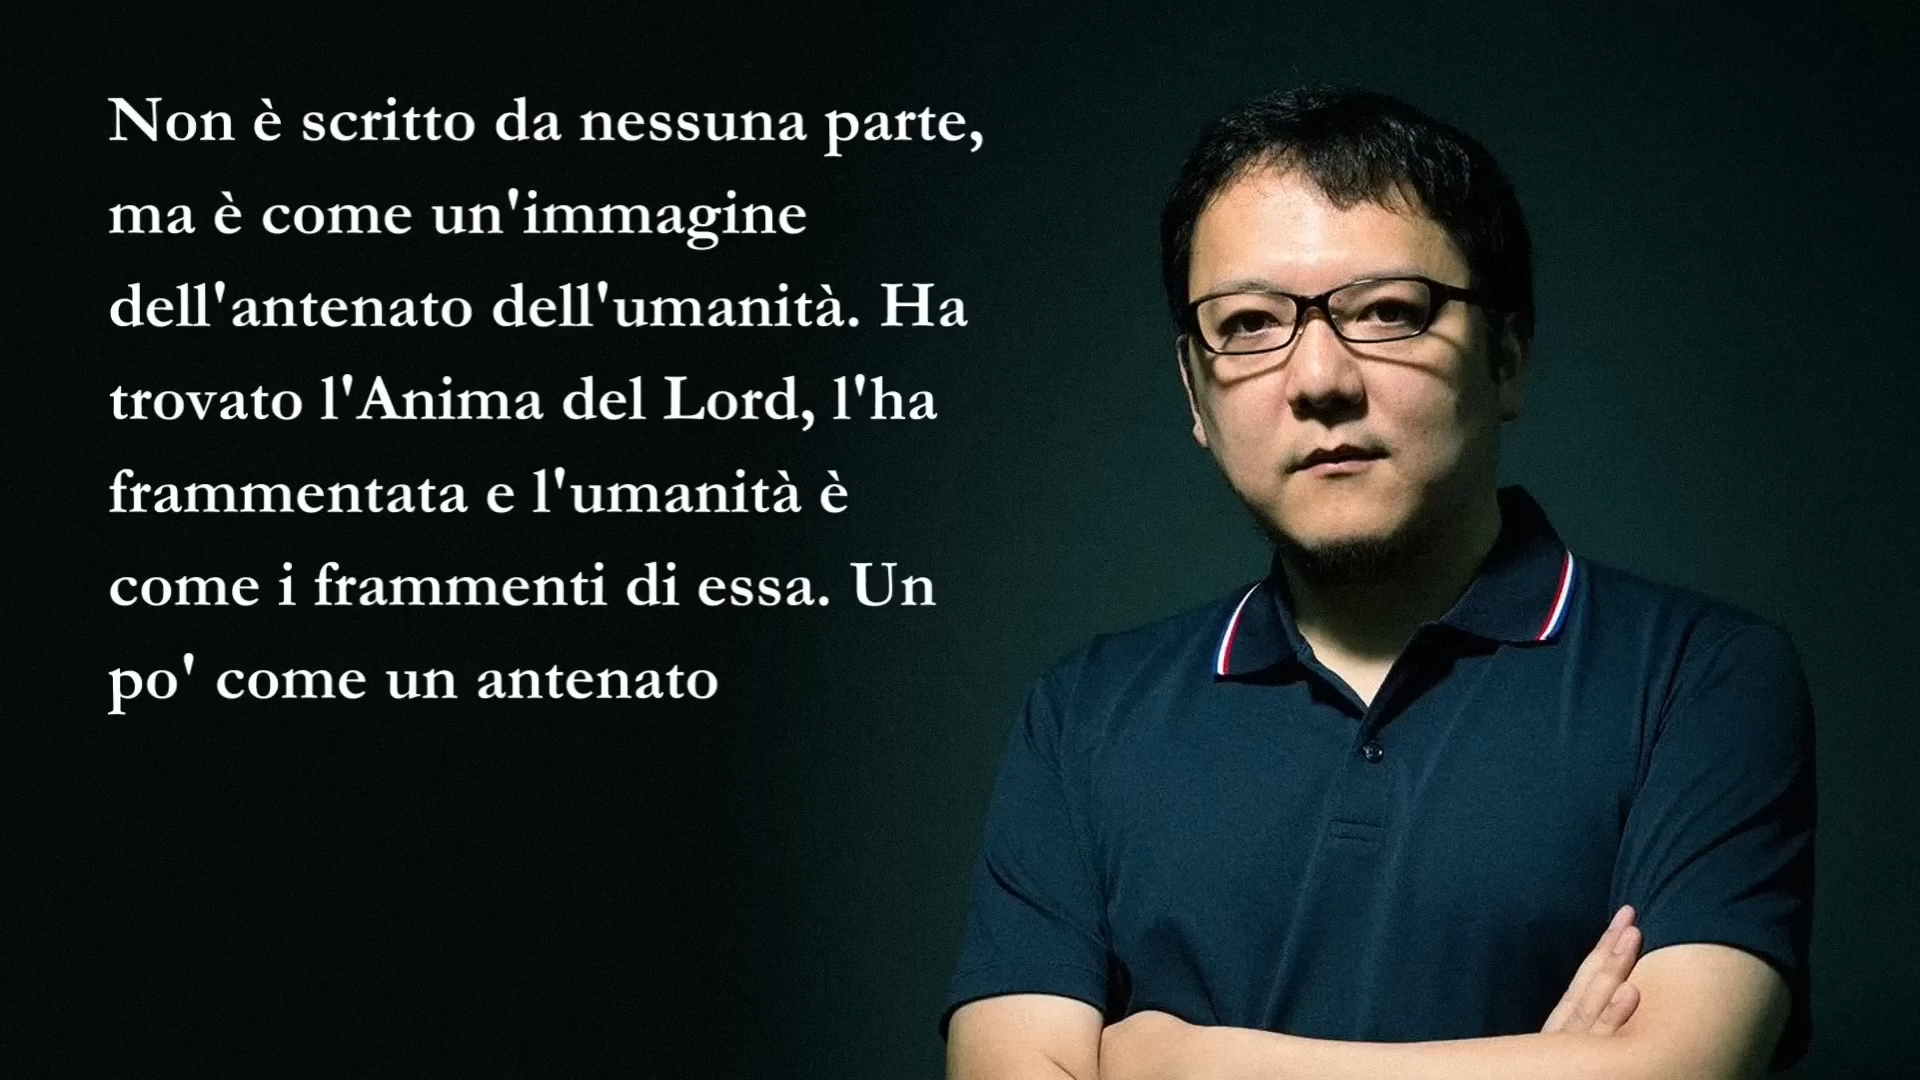 Non è scritto da nessuna parte,
ma è come un'immagine
dell'antenato dell'umanità. Ha
trovato l'Anima del Lord, l'ha
frammentata e l'umanità è
come i frammenti di essa. Un
po' come un antenato